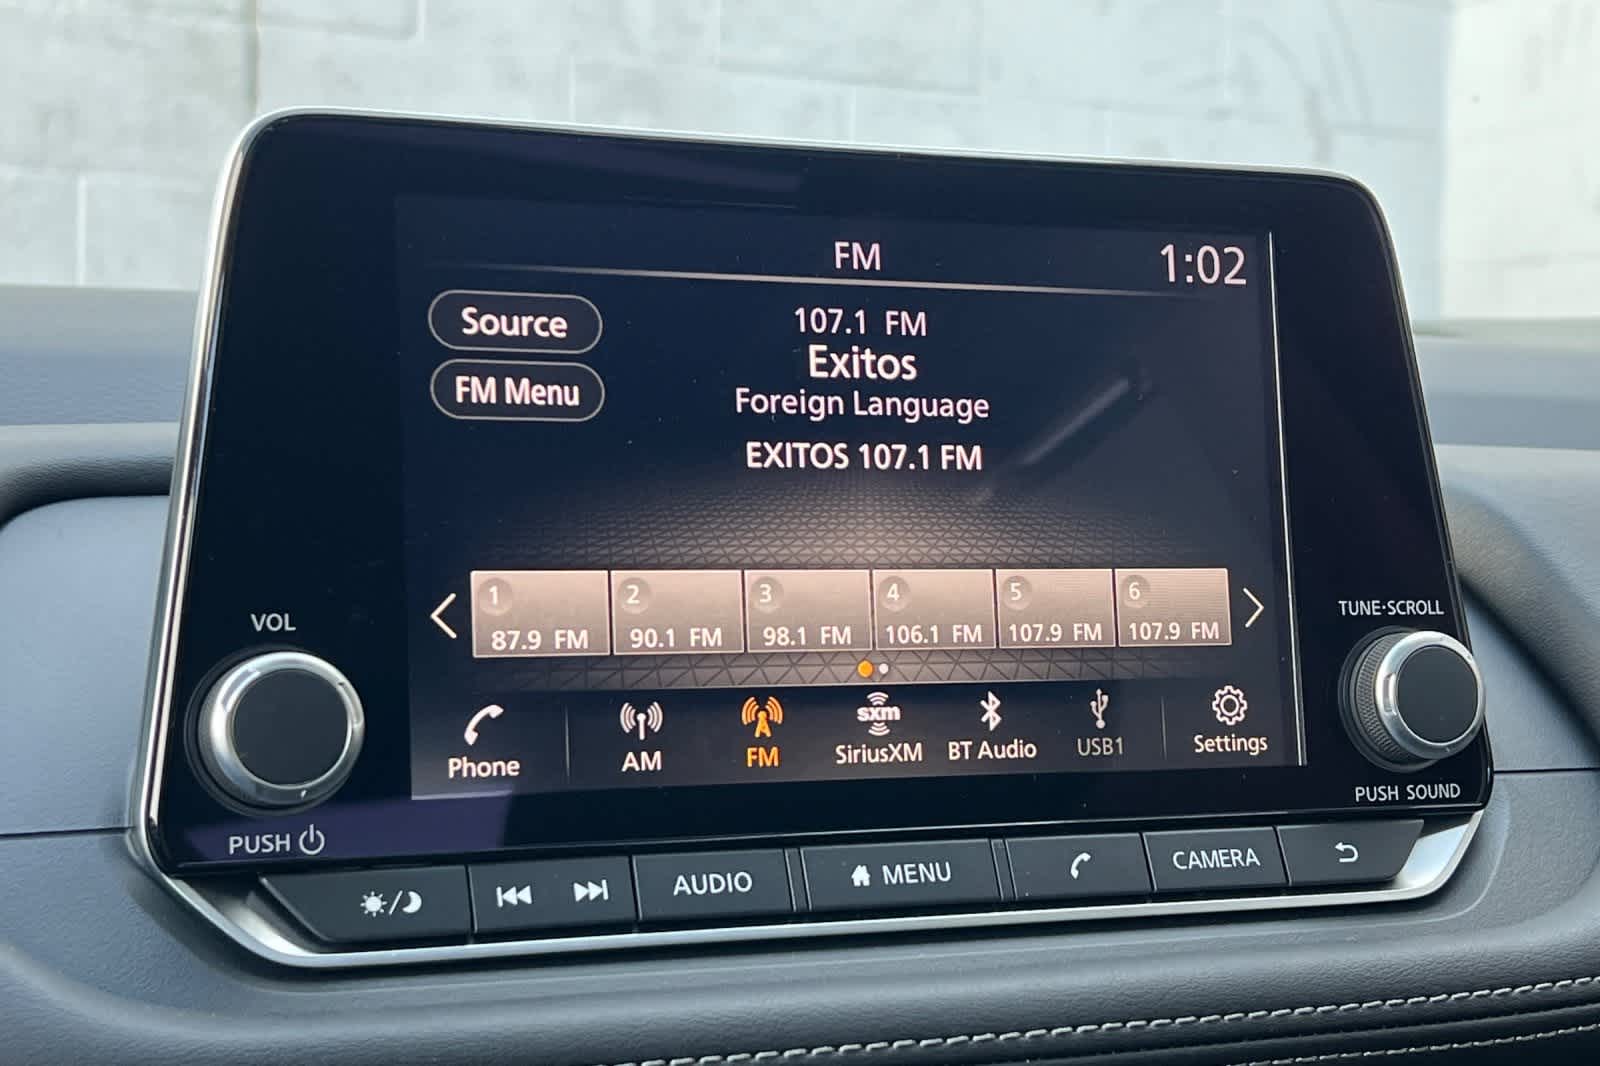 FM
1:02
Source
107.1 FM
Exitos
FM Menu
Foreign Language
EXITOS 107.1 FM
1 2 3 4 5 6
87.9 FM 90.1 FM 98.1 FM 106.1 FM 107.9 FM 107.9 FM
VOL
TUNE·SCROLL
sxm
Phone AM FM SiriusXM BT Audio USB1 Settings
PUSH
PUSH SOUND
AUDIO MENU CAMERA